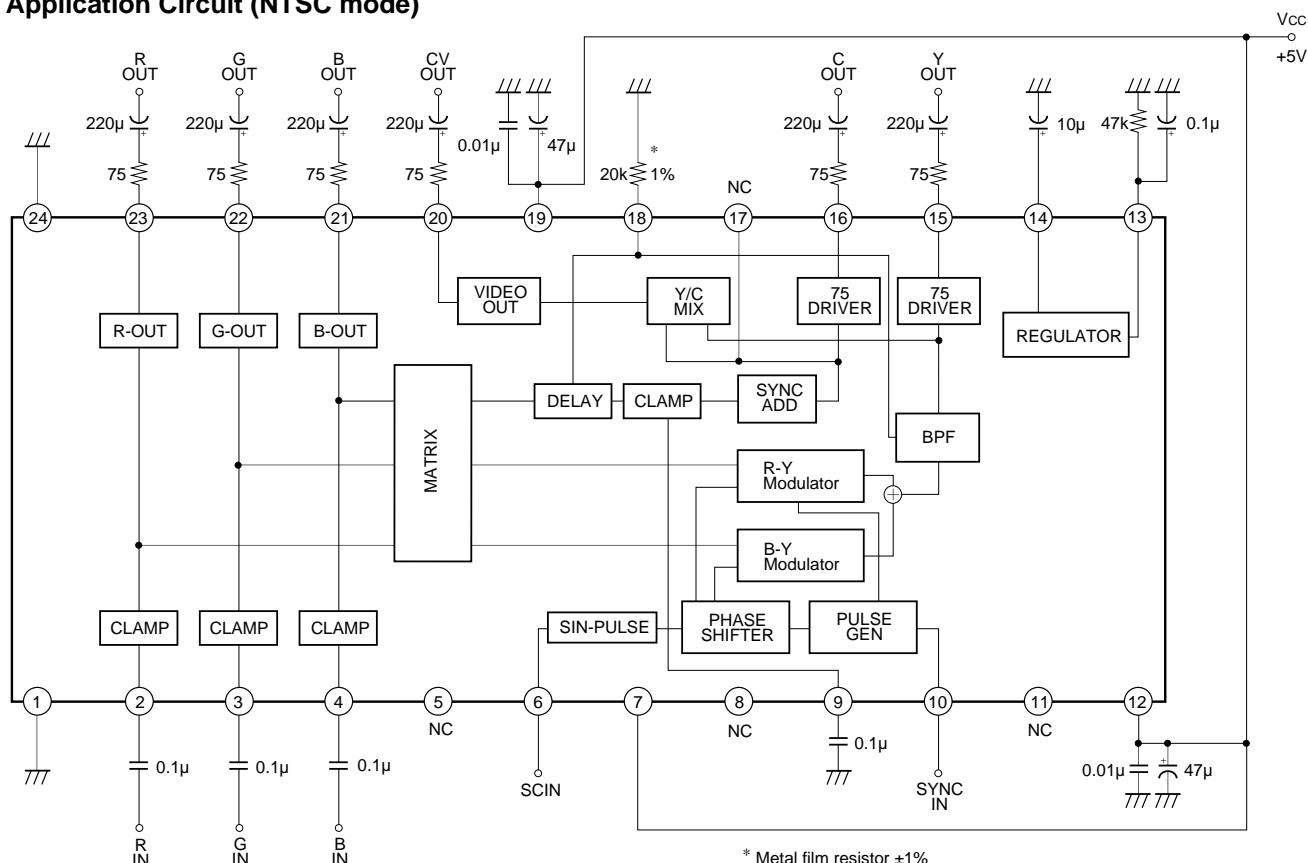 Application Circuit (NTSC mode)
VCC
+5V
R
OUT
G
OUT
B
OUT
CV
OUT
C
OUT
Y
OUT
220µ
+
220µ
+
220µ
+
220µ
+
0.01µ
+
47µ
*
220µ
+
220µ
+
+
10µ
47k
+
0.1µ
75
75
75
75
20k
1%
NC
75
75
24
23
22
21
20
19
18
17
16
15
14
13
VIDEO
OUT
Y/C
MIX
75
DRIVER
75
DRIVER
R-OUT
G-OUT
B-OUT
REGULATOR
MATRIX
DELAY
CLAMP
SYNC
ADD
BPF
R-Y
Modulator
+
B-Y
Modulator
CLAMP
CLAMP
CLAMP
SIN-PULSE
PHASE
SHIFTER
PULSE
GEN
1
2
3
4
5
6
7
8
9
10
11
12
NC
NC
NC
0.1µ
0.1µ
0.1µ
0.1µ
0.01µ
+
47µ
SCIN
SYNC
IN
R
IN
G
IN
B
IN
* Metal film resistor ±1%